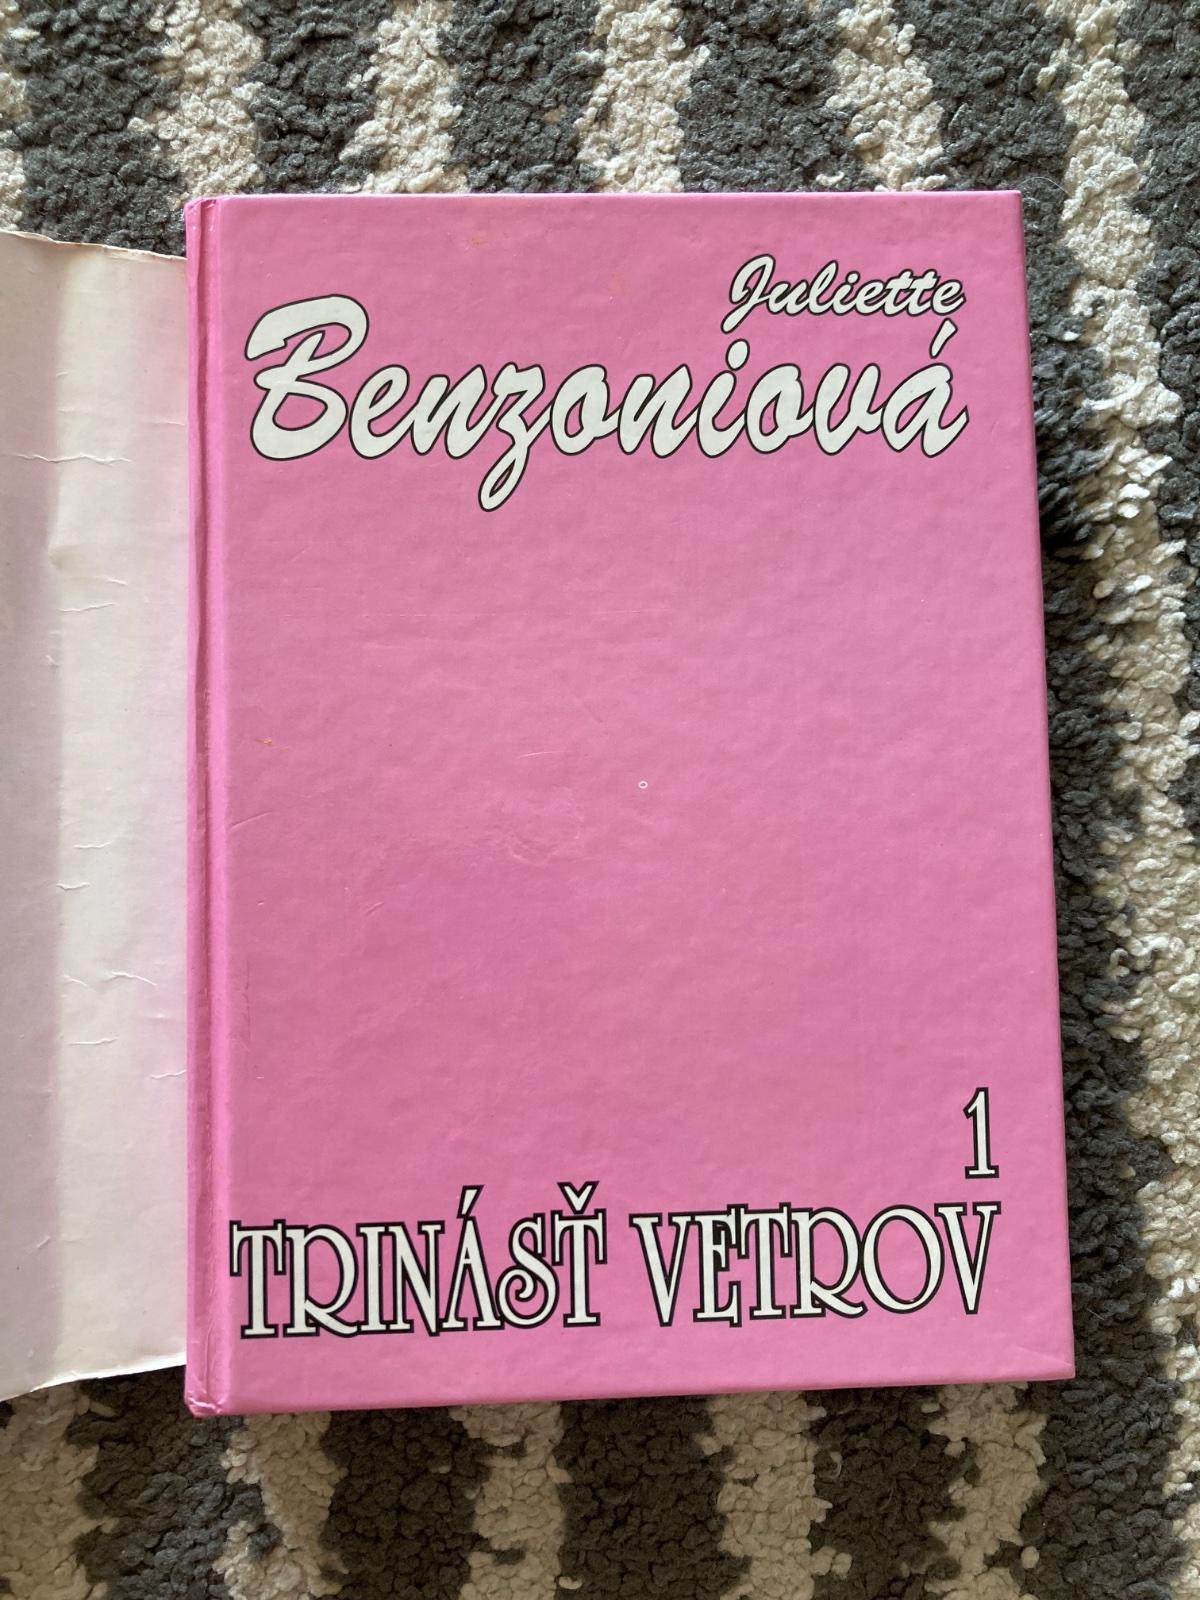 Juliette
Benzoniová
1
TRINÁSŤ VETROV